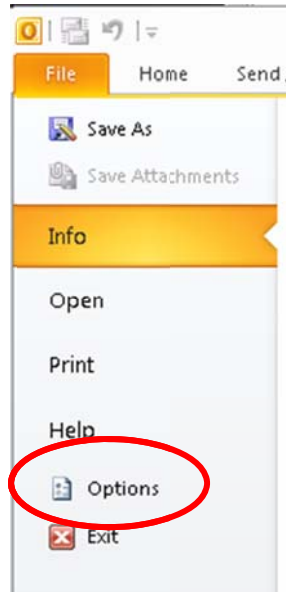 File Home Send
Save As
Save Attachments
Info
Open
Print
Help
Options
Exit